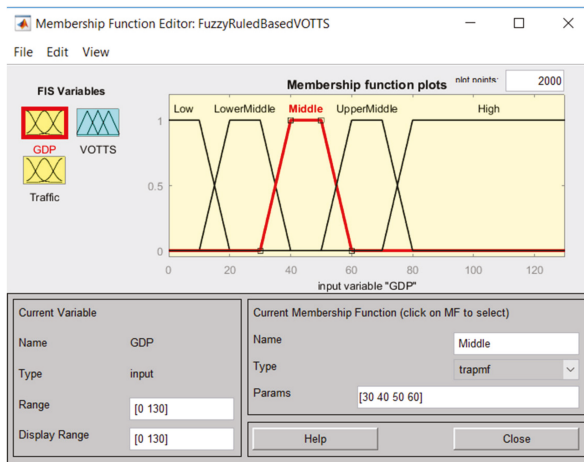 Membership Function Editor: FuzzyRuledBasedVOTTS
File Edit View
FIS Variables
GDP VOTTS
Traffic
Membership function plots plot points: 2000
Low LowerMiddle Middle UpperMiddle High
1
0.5
0
0 20 40 60 80 100 120
input variable "GDP"
Current Variable
Name GDP
Type input
Range [0 130]
Display Range [0 130]
Current Membership Function (click on MF to select)
Name Middle
Type trapmf
Params [30 40 50 60]
Help Close